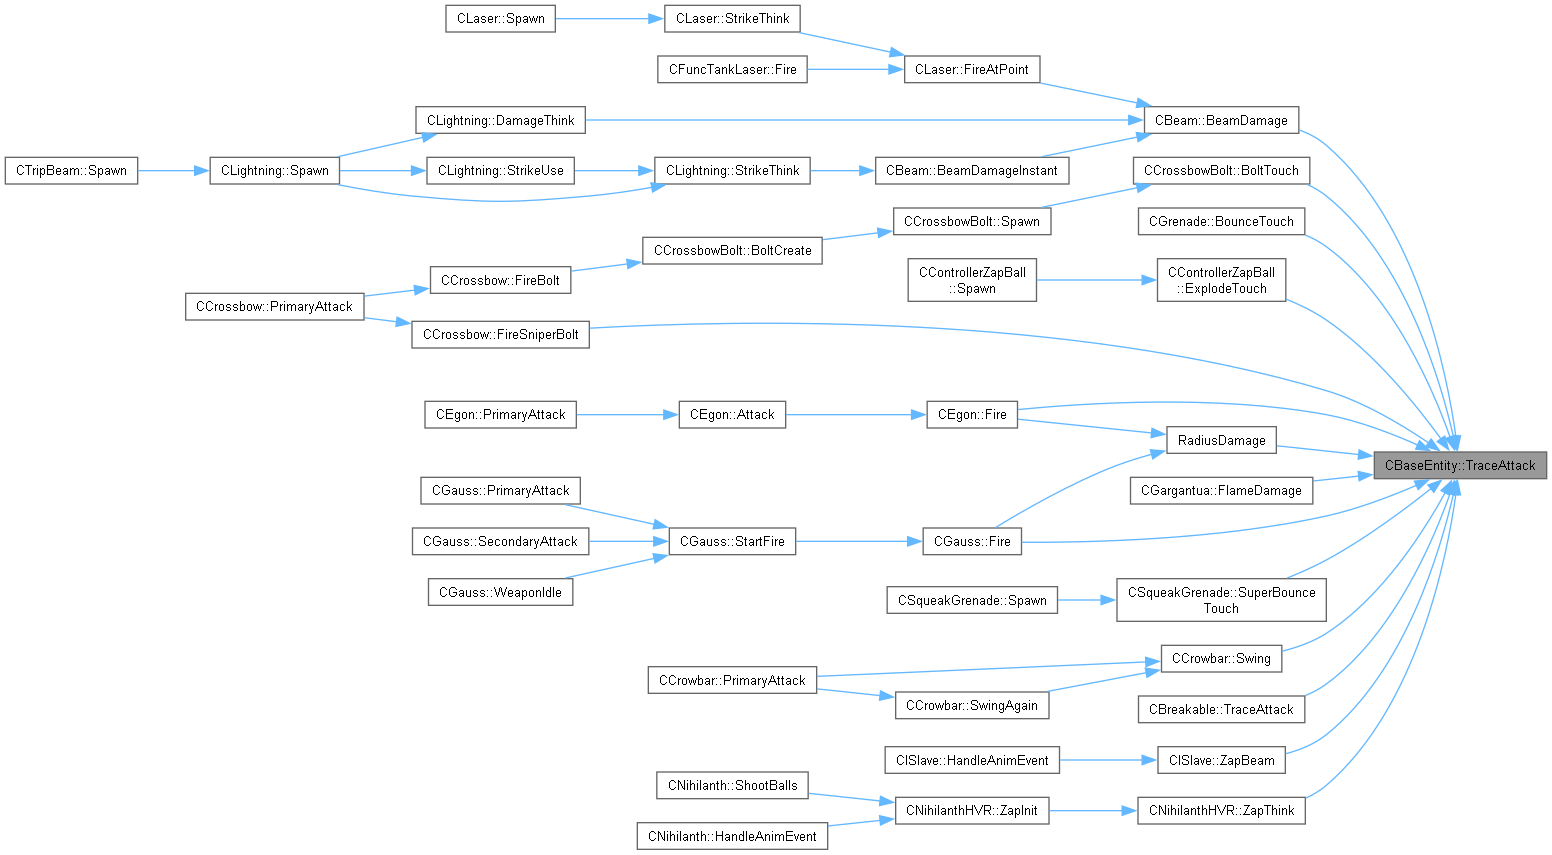 CLaser::Spawn
CLaser::StrikeThink
CFuncTankLaser::Fire
CLaser::FireAtPoint
CLightning::DamageThink
CBeam::BeamDamage
CTripBeam::Spawn
CLightning::Spawn
CLightning::StrikeUse
CLightning::StrikeThink
CBeam::BeamDamageInstant
CCrossbowBolt::BoltTouch
CCrossbowBolt::Spawn
CGrenade::BounceTouch
CCrossbowBolt::BoltCreate
CControllerZapBall
::Spawn
CControllerZapBall
::ExplodeTouch
CCrossbow::FireBolt
CCrossbow::PrimaryAttack
CCrossbow::FireSniperBolt
CEgon::PrimaryAttack
CEgon::Attack
CEgon::Fire
RadiusDamage
CBaseEntity::TraceAttack
CGauss::PrimaryAttack
CGargantua::FlameDamage
CGauss::SecondaryAttack
CGauss::StartFire
CGauss::Fire
CGauss::WeaponIdle
CSqueakGrenade::Spawn
CSqueakGrenade::SuperBounce
Touch
CCrowbar::Swing
CCrowbar::PrimaryAttack
CCrowbar::SwingAgain
CBreakable::TraceAttack
CISlave::HandleAnimEvent
CISlave::ZapBeam
CNihilanth::ShootBalls
CNihilanthHVR::ZapInit
CNihilanthHVR::ZapThink
CNihilanth::HandleAnimEvent